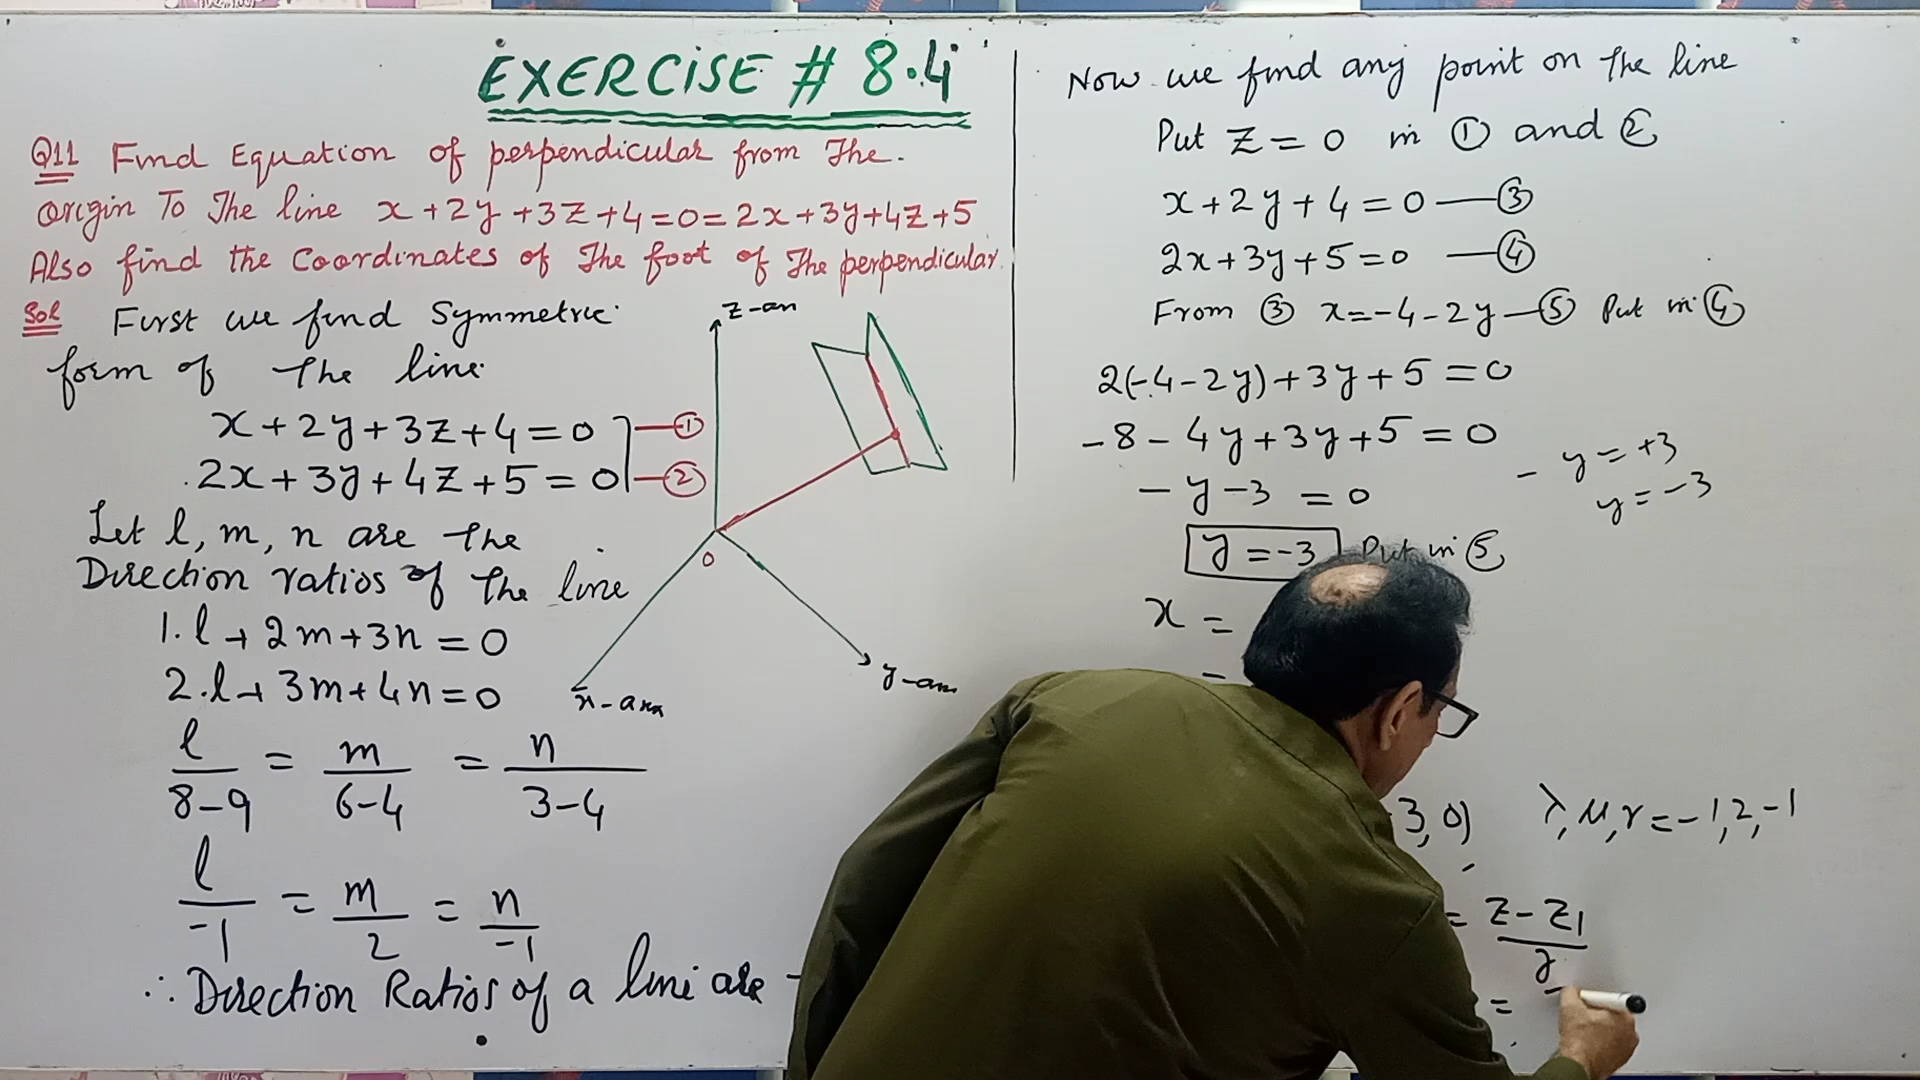 EXERCISE # 8.4
Q11 Find Equation of perpendicular from The
origin To The line x+2y+3z+4=0=2x+3y+4z+5
Also find the Coordinates of The foot of The perpendicular.
Sol First we find Symmetric
form of the line
x+2y+3z+4=0 —①
2x+3y+4z+5=0 —②
Let l, m, n are the
Direction ratios of the line
1.l+2m+3n=0
2.l+3m+4n=0
l/8-9 = m/6-4 = n/3-4
l/-1 = m/2 = n/-1
∴ Direction Ratios of a line are -
z-axis
o
x-axis
y-axis
Now we find any point on the line
Put z=0 in ① and ②
x+2y+4=0 —③
2x+3y+5=0 —④
From ③ x=-4-2y —⑤ Put in ④
2(-4-2y)+3y+5=0
-8-4y+3y+5=0
-y-3=0
-y=+3
y=-3
y=-3 Put in ⑤
x =
=
3,0) λ,μ,γ=-1,2,-1
= z-z1/γ
=